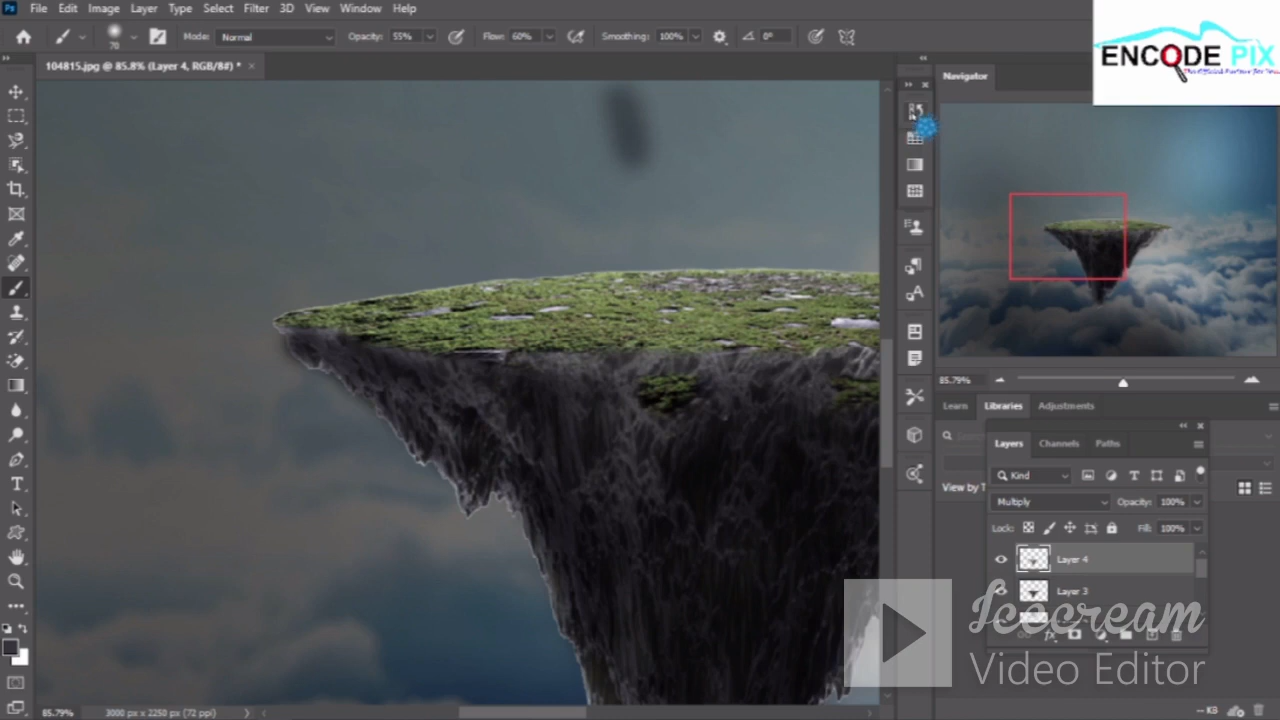 Ps File Edit Image Layer Type Select Filter 3D View Window Help
70 Mode: Normal Opacity: 55% Flow: 60% Smoothing: 100% 0°
ENCODE PIX
104815.jpg @ 85.8% (Layer 4, RGB/8#) *
Navigator
85.79%
Learn Libraries Adjustments
Layers Channels Paths
Kind
View by T
Multiply Opacity: 100%
Lock: Fill: 100%
Layer 4
Layer 3
Icecream
Video Editor
85.79% 3000 px x 2250 px (72 ppi)
-- KB